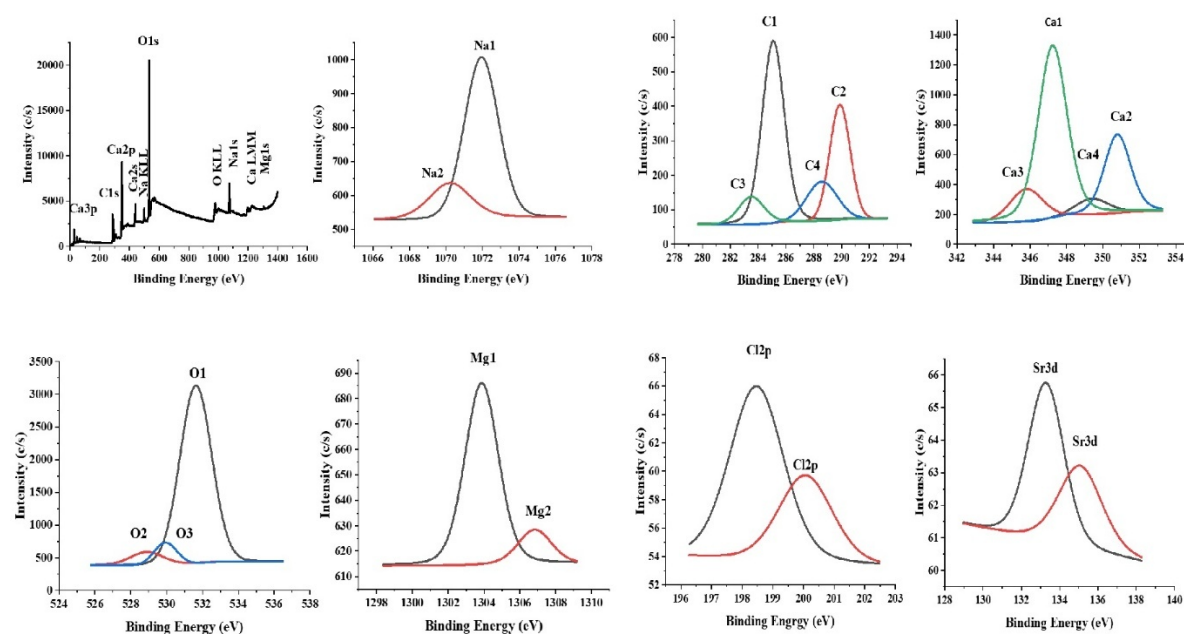 O1s
Ca3p
C1s
Ca2p
Ca2s
Na KLL
O KLL
Na1s
Ca LMM
Mg1s
Intensity (c/s)
20000
15000
10000
5000
0
0 200 400 600 800 1000 1200 1400 1600
Binding Energy (eV)
Na1
Na2
Intensity (c/s)
1000
900
800
700
600
500
1066 1068 1070 1072 1074 1076 1078
Binding Energy (eV)
C1
C2
C3
C4
Intensity (c/s)
600
500
400
300
200
100
0
278 280 282 284 286 288 290 292 294
Binding Energy (eV)
Ca1
Ca2
Ca3
Ca4
Intensity (c/s)
1400
1200
1000
800
600
400
200
0
342 344 346 348 350 352 354
Binding Energy (eV)
O1
O2
O3
Intensity (c/s)
3500
3000
2500
2000
1500
1000
500
0
524 526 528 530 532 534 536 538
Binding Energy (eV)
Mg1
Mg2
Intensity (c/s)
690
680
670
660
650
640
630
620
610
1298 1300 1302 1304 1306 1308 1310
Binding Energy (eV)
Cl2p
Cl2p
Intensity (c/s)
68
66
64
62
60
58
56
54
52
196 197 198 199 200 201 202 203
Binding Engrgy (eV)
Sr3d
Sr3d
Intensity (c/s)
66
65
64
63
62
61
60
128 130 132 134 136 138 140
Binding Energy (eV)